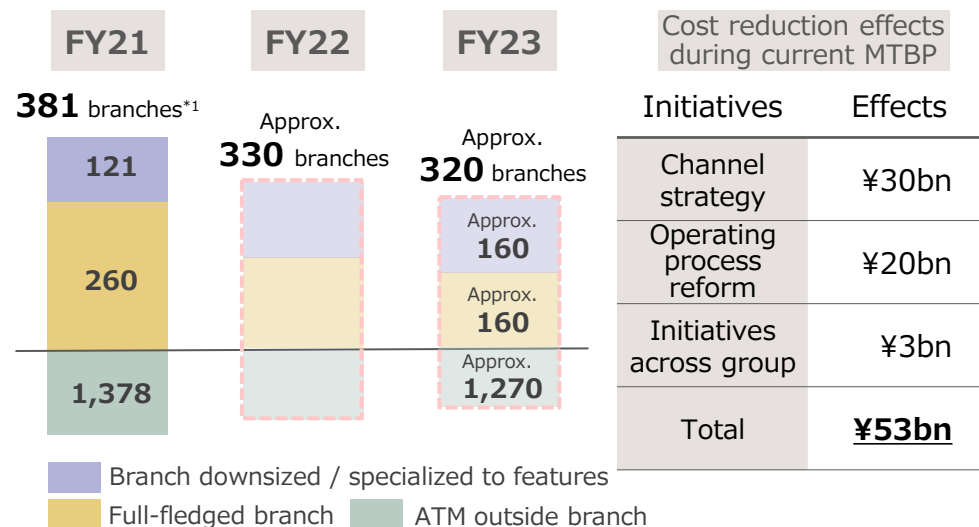 FY21
FY22
FY23
381 branches*1
Approx.
330 branches
Approx.
320 branches
121
260
1,378
Approx.
160
Approx.
160
Approx.
1,270
Branch downsized / specialized to features
Full-fledged branch
ATM outside branch
Cost reduction effects
during current MTBP
Initiatives Effects
Channel
strategy
¥30bn
Operating
process
reform
¥20bn
Initiatives
across group
¥3bn
Total
¥53bn